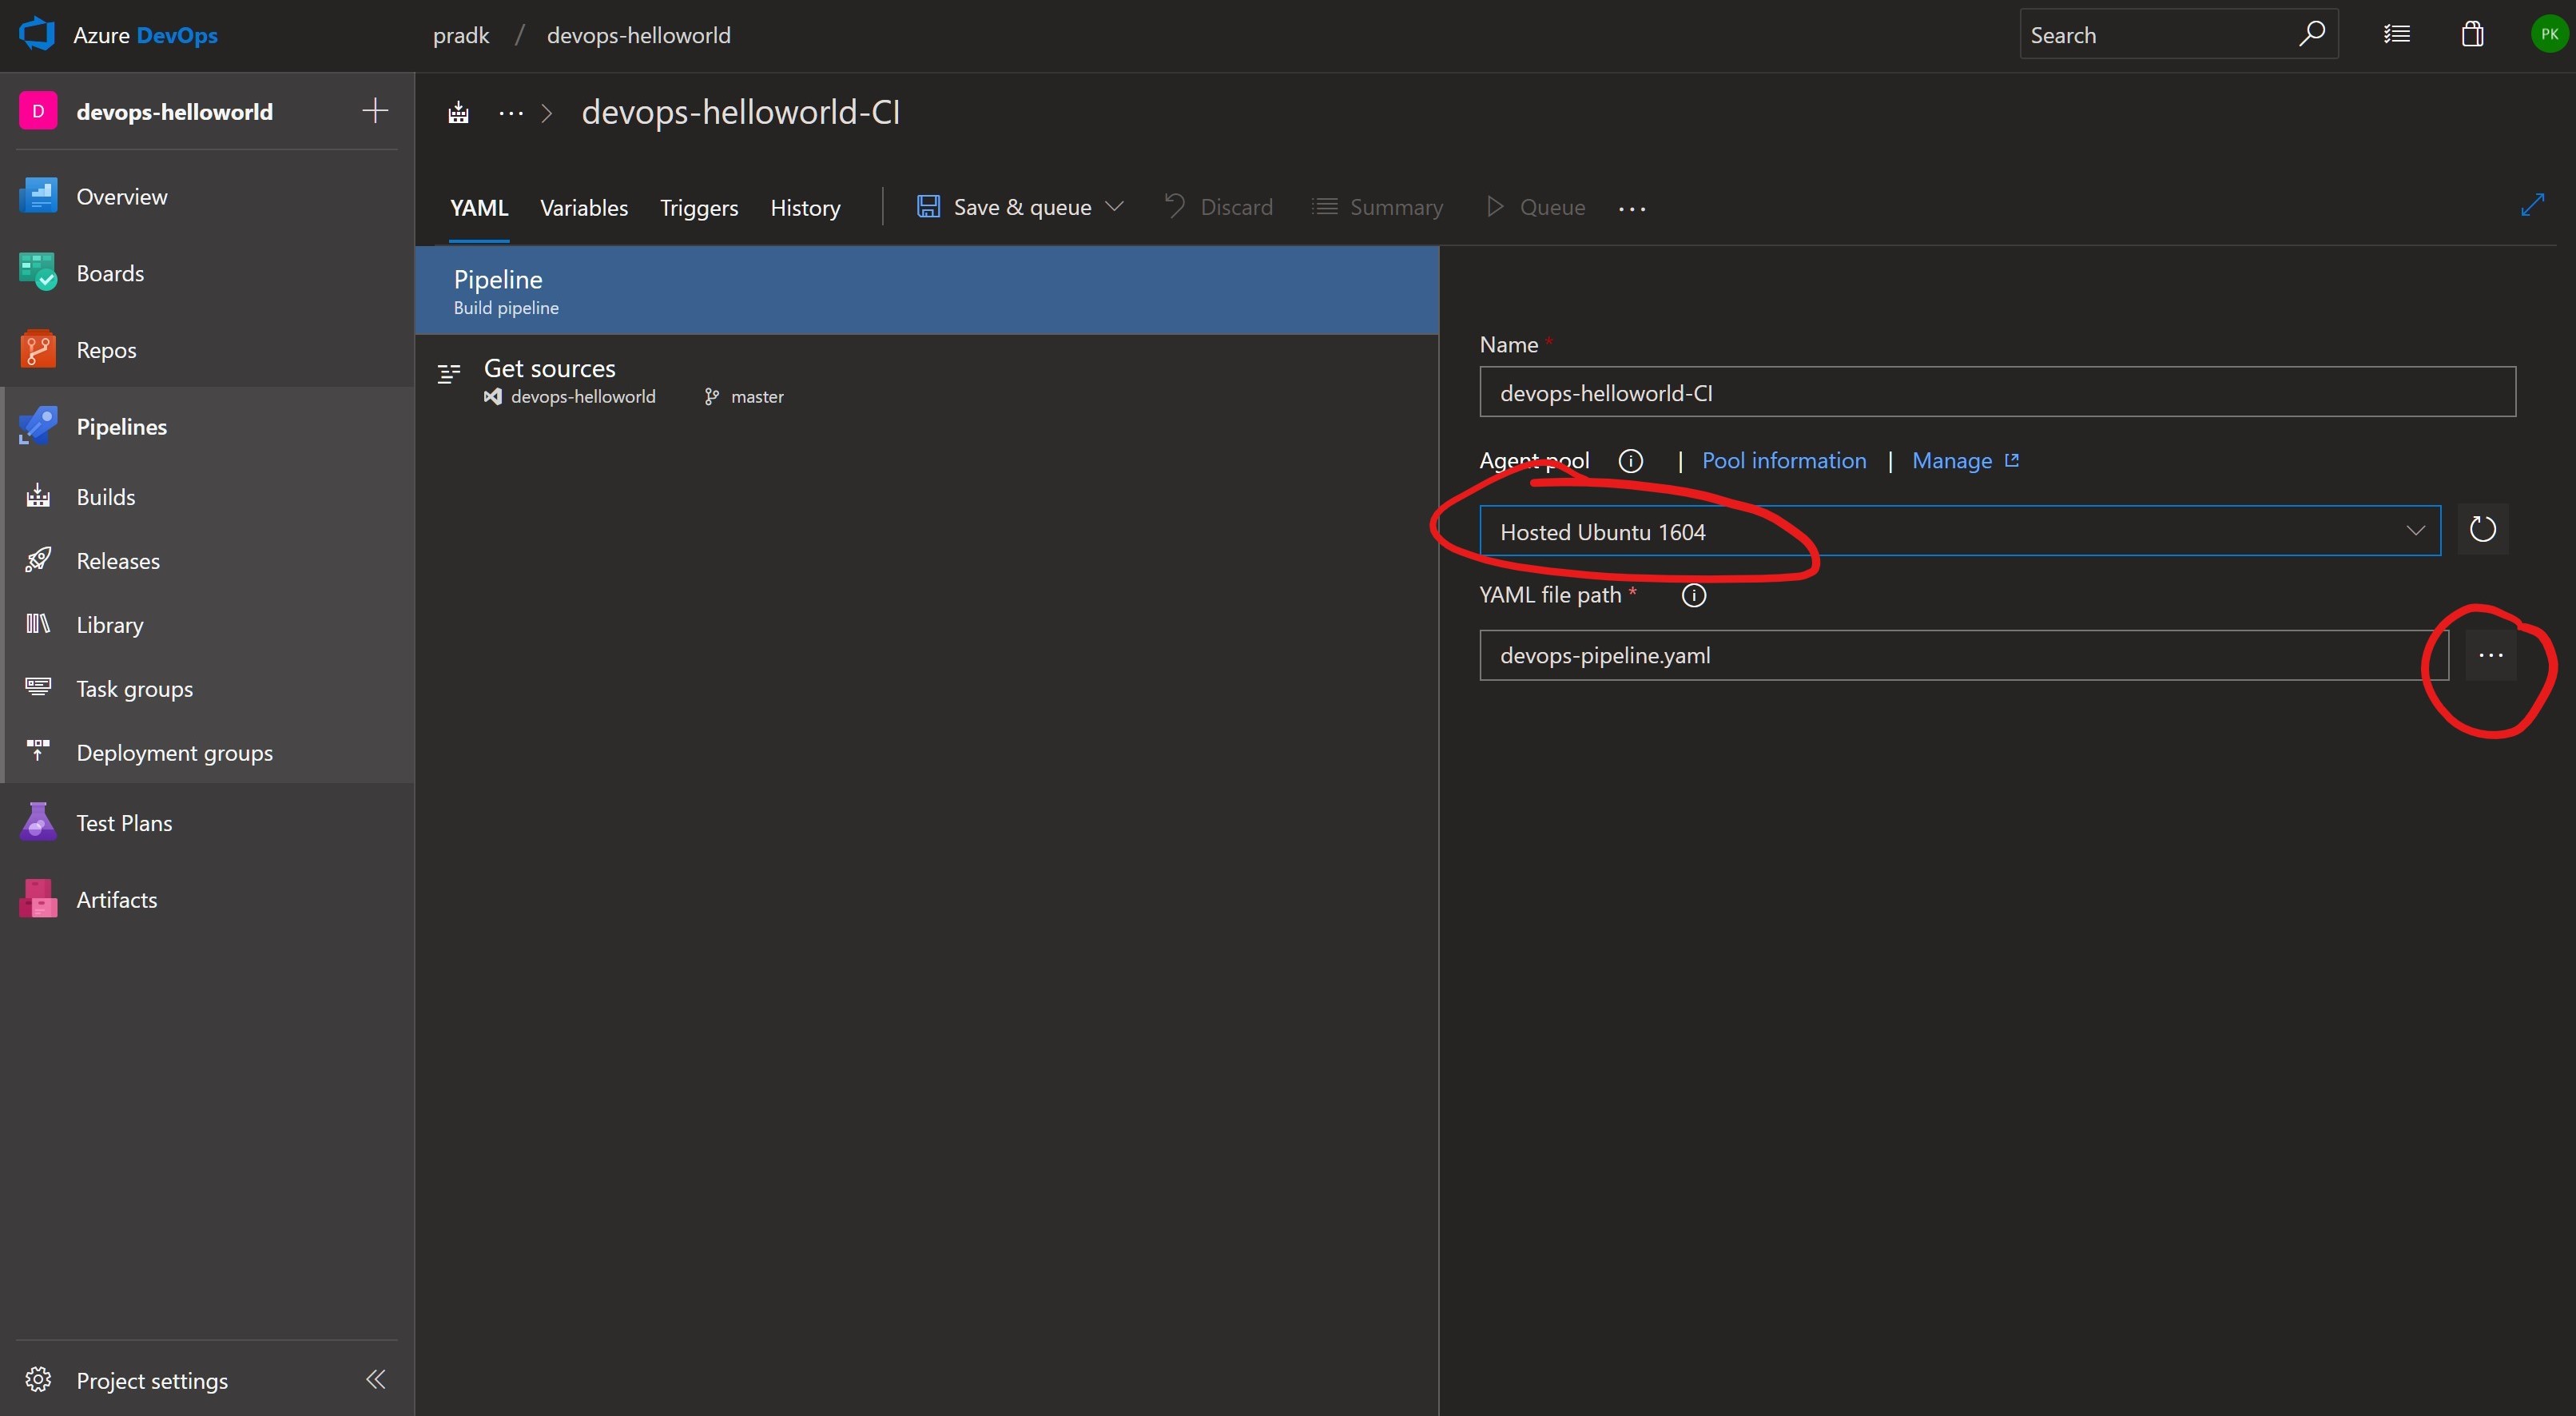 Azure DevOps
pradk / devops-helloworld
Search
PK
D devops-helloworld
Overview
Boards
Repos
Pipelines
Builds
Releases
Library
Task groups
Deployment groups
Test Plans
Artifacts
Project settings
... > devops-helloworld-CI
YAML Variables Triggers History Save & queue Discard Summary Queue ...
Pipeline
Build pipeline
Get sources
devops-helloworld master
Name *
devops-helloworld-CI
Agent pool | Pool information | Manage
Hosted Ubuntu 1604
YAML file path *
devops-pipeline.yaml ...